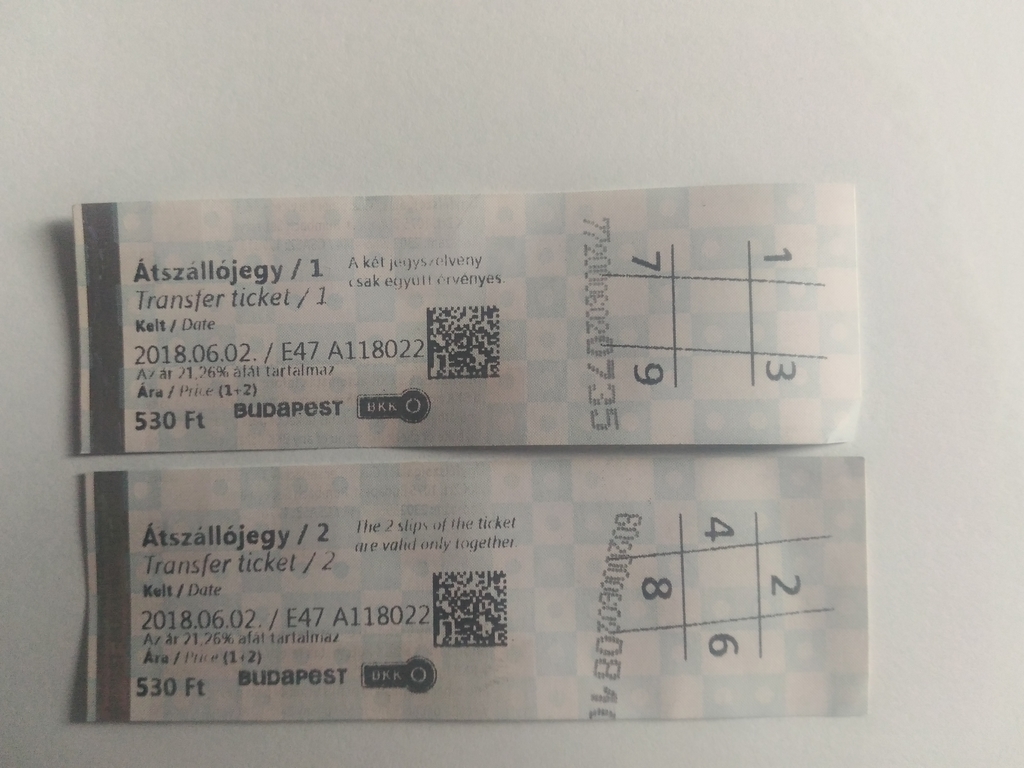 Átszállójegy / 1
Transfer ticket / 1
A két jegyszelvény
csak együtt érvényes.
Kelt / Date
2018.06.02. / E47 A118022
Az ár 21,26% áfát tartalmaz
Ára / Price (1+2)
530 Ft
BUDAPEST
BKK
1
3
7
9
Átszállójegy / 2
Transfer ticket / 2
The 2 slips of the ticket
are valid only together.
Kelt / Date
2018.06.02. / E47 A118022
Az ár 21,26% áfát tartalmaz
Ára / Price (1+2)
530 Ft
BUDAPEST
BKK
4
2
8
6